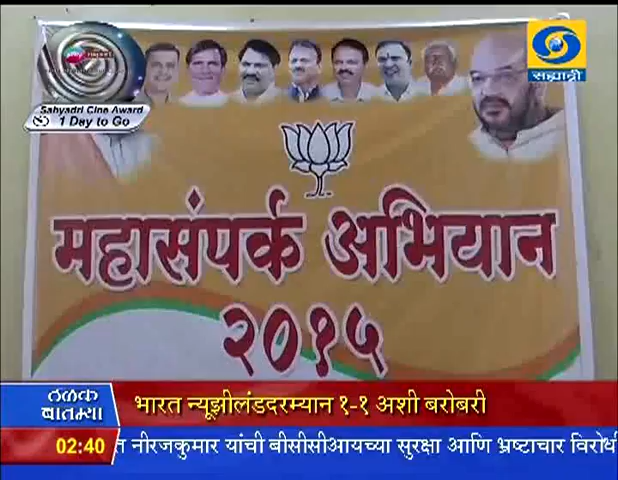 Sahyadri Cine Award
1 Day to Go
सह्याद्री
महासंपर्क अभियान
२०१५
ठळक
बातम्या
भारत न्यूझीलंडदरम्यान १-१ अशी बरोबरी
02:40
नीरजकुमार यांची बीसीसीआयच्या सुरक्षा आणि भ्रष्टाचार विरोधी